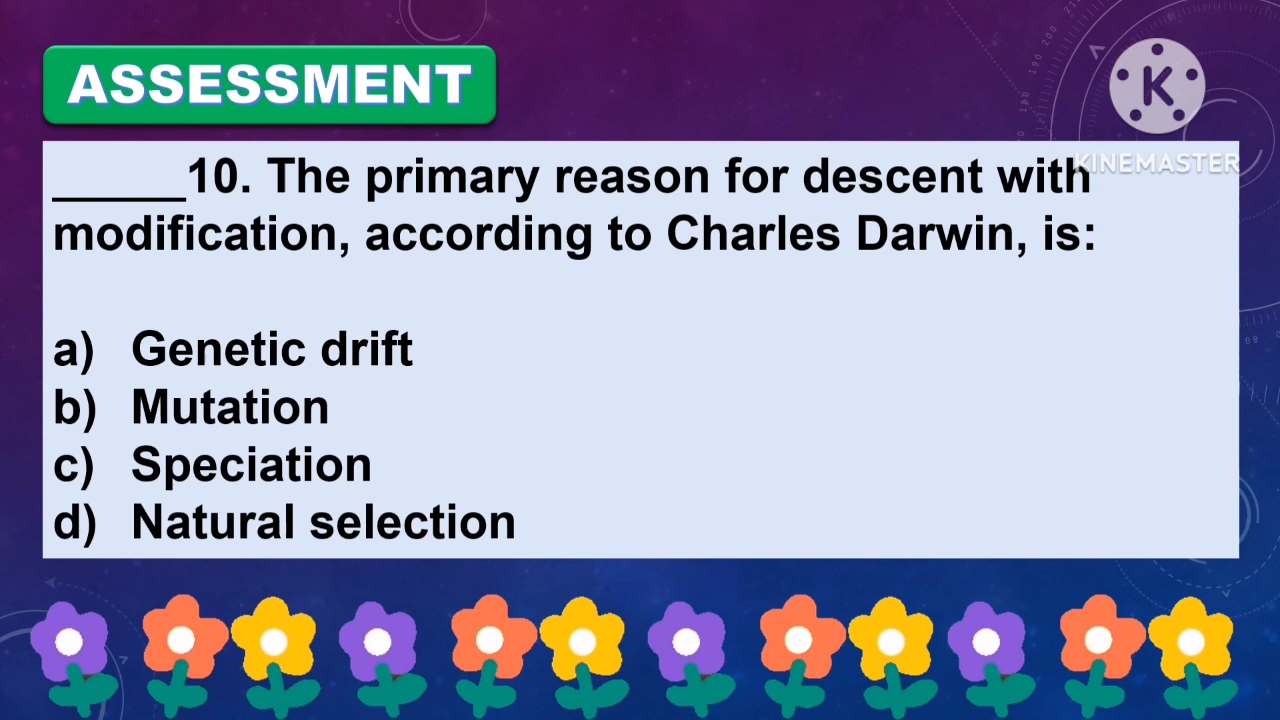 ASSESSMENT
K
KINEMASTER
______10. The primary reason for descent with
modification, according to Charles Darwin, is:
a) Genetic drift
b) Mutation
c) Speciation
d) Natural selection